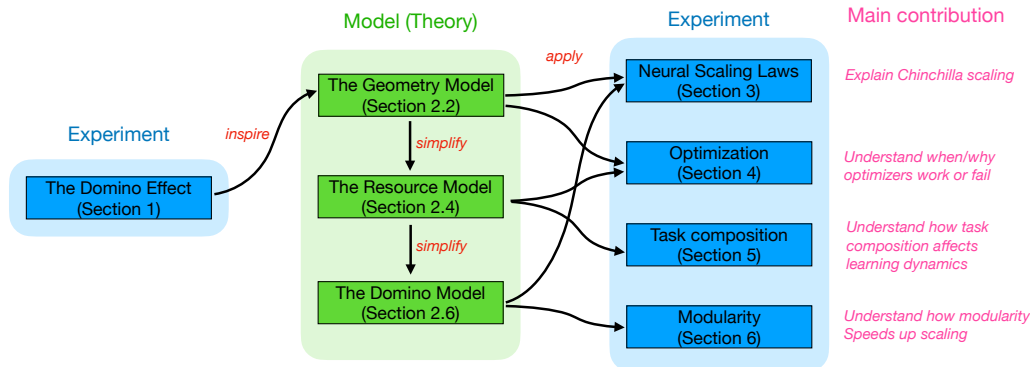 Model (Theory)
Experiment
Main contribution
apply
The Geometry Model
(Section 2.2)
Neural Scaling Laws
(Section 3)
Explain Chinchilla scaling
Experiment
inspire
simplify
The Domino Effect
(Section 1)
The Resource Model
(Section 2.4)
Optimization
(Section 4)
Understand when/why
optimizers work or fail
simplify
Task composition
(Section 5)
Understand how task
composition affects
learning dynamics
The Domino Model
(Section 2.6)
Modularity
(Section 6)
Understand how modularity
Speeds up scaling